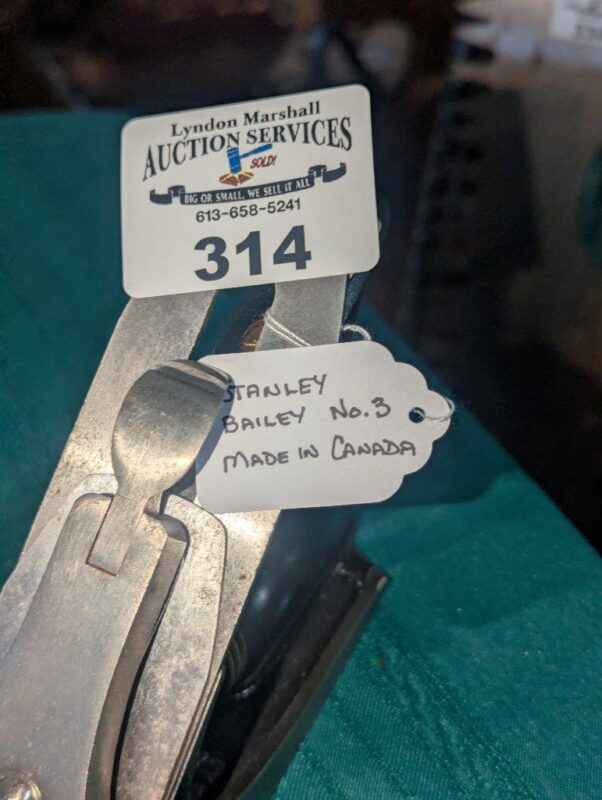 Lyndon Marshall
AUCTION SERVICES
SOLD!
BIG OR SMALL, WE SELL IT ALL
613-658-5241
314
STANLEY
BAILEY No. 3
MADE IN CANADA